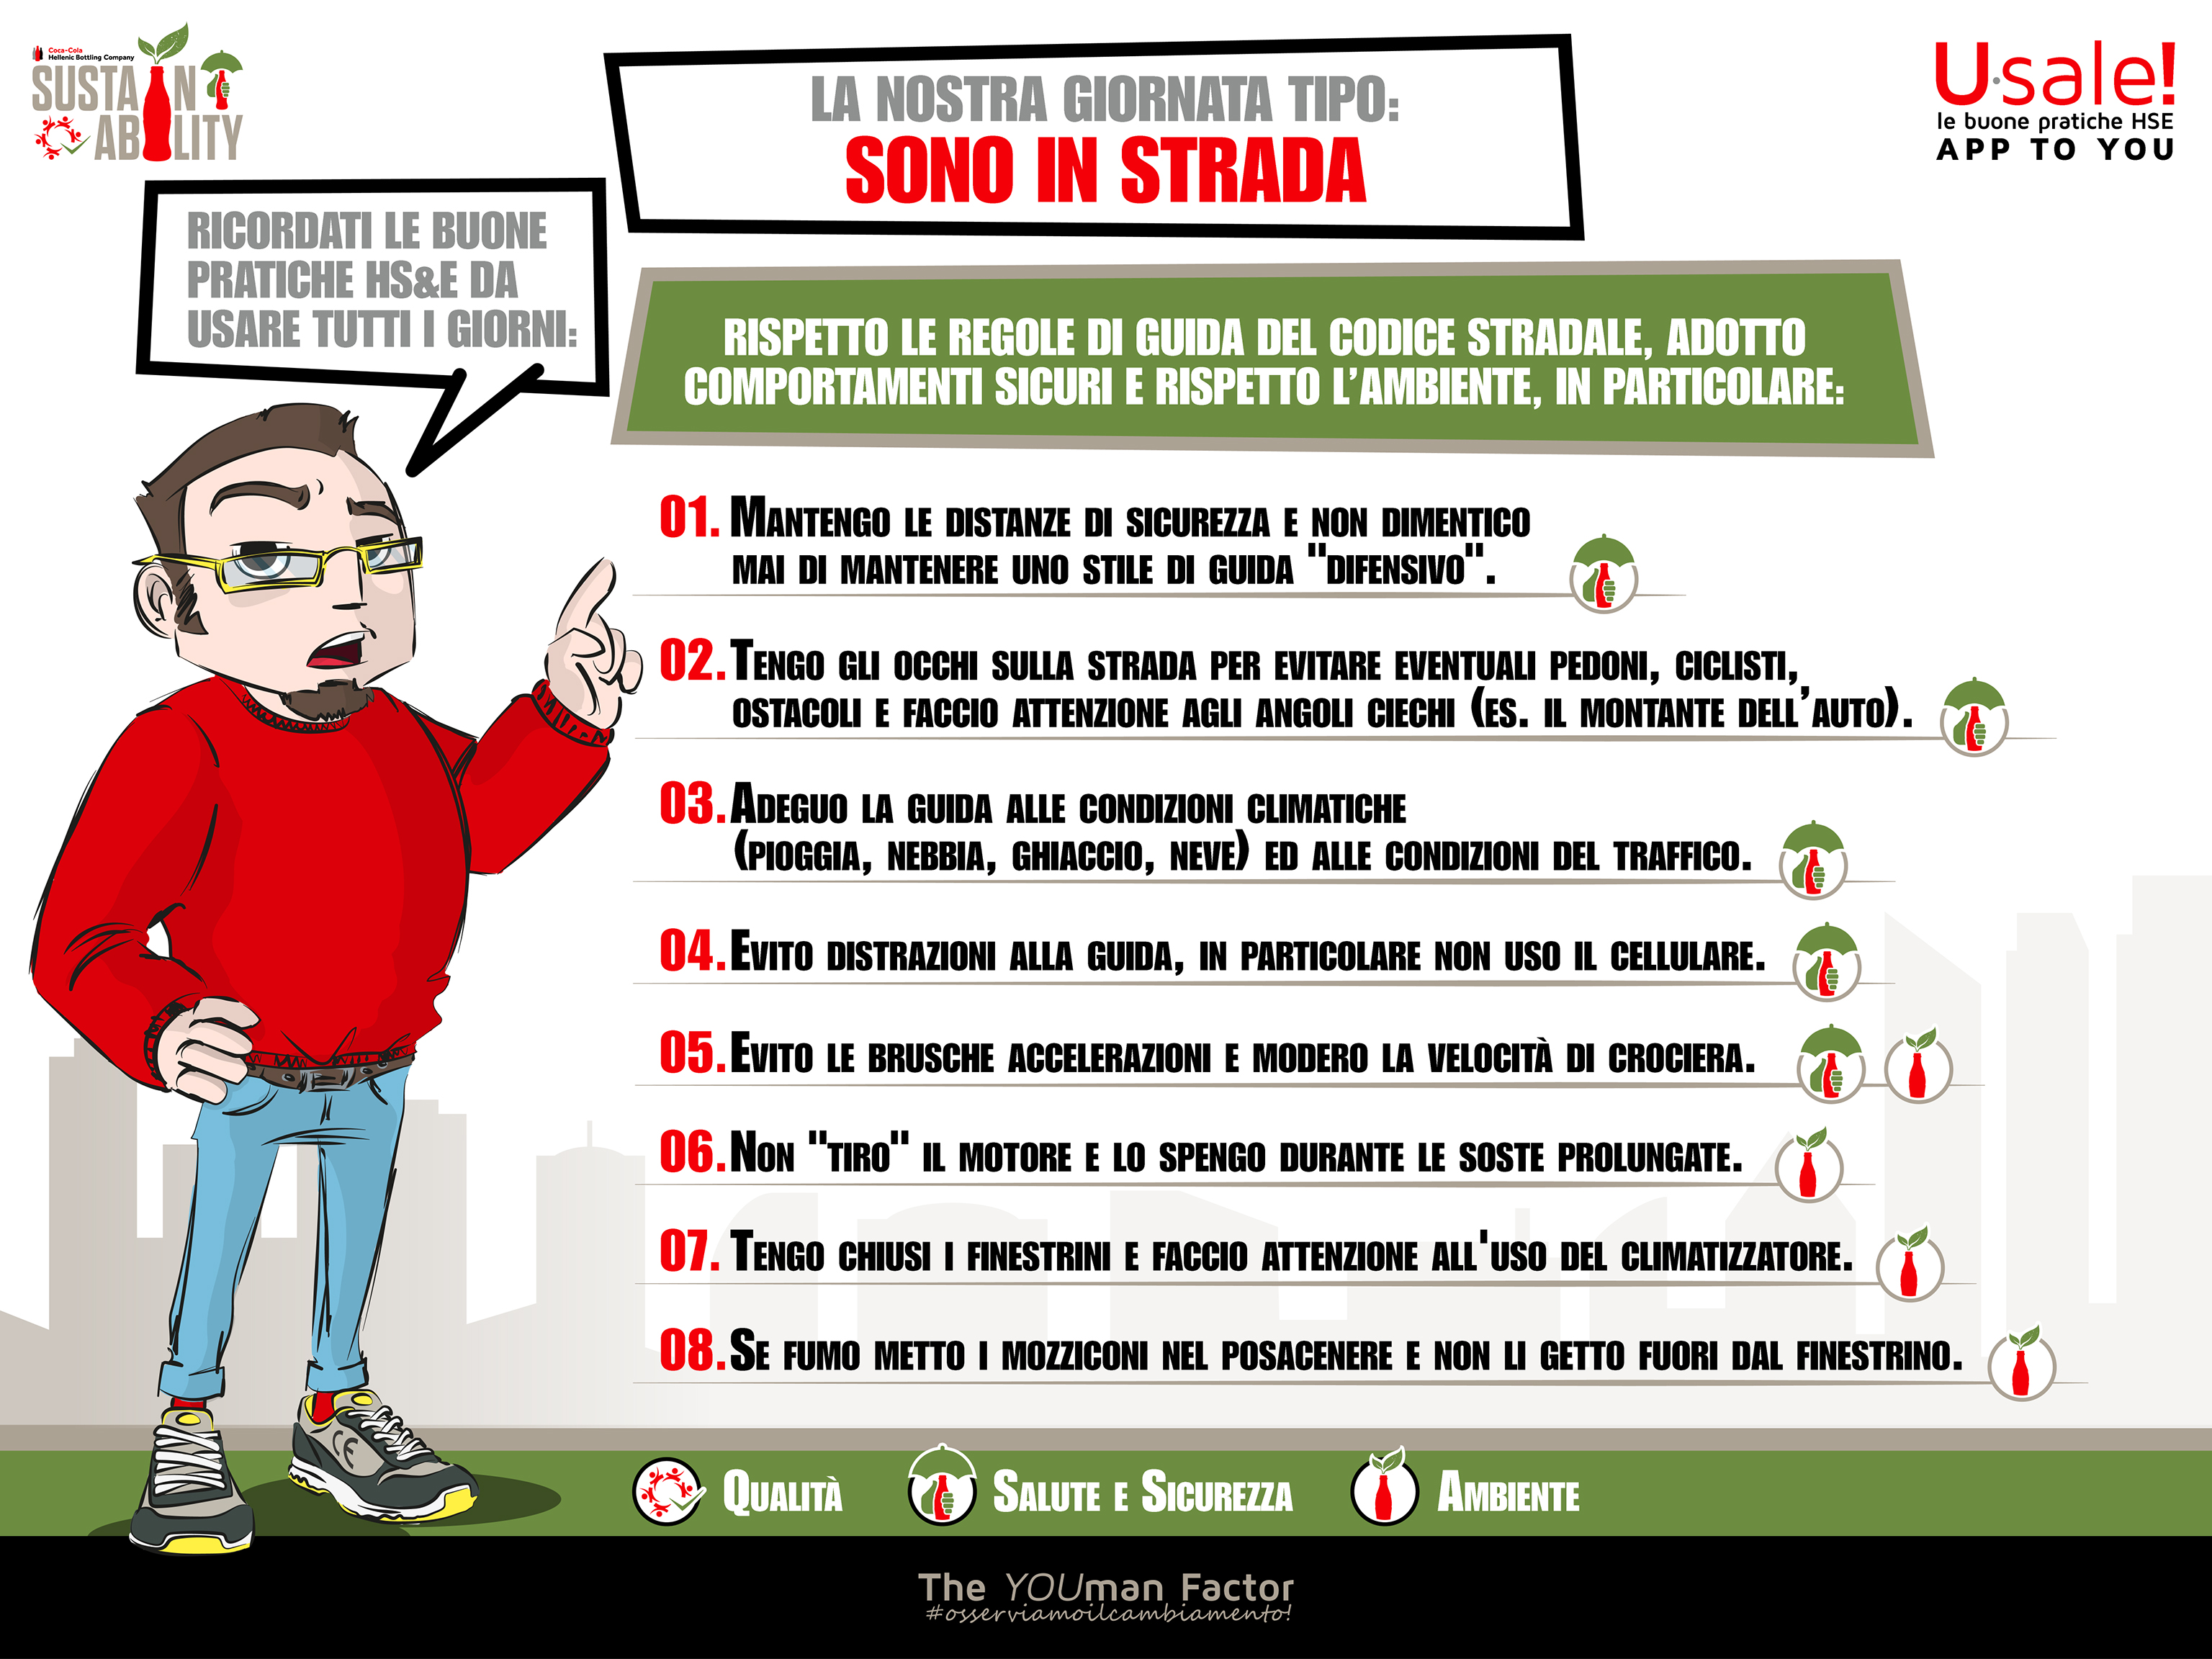 Coca-Cola
Hellenic Bottling Company
SUSTAINABILITY
LA NOSTRA GIORNATA TIPO:
SONO IN STRADA
U·sale!
le buone pratiche HSE
APP TO YOU
RICORDATI LE BUONE
PRATICHE HS&E DA
USARE TUTTI I GIORNI:
RISPETTO LE REGOLE DI GUIDA DEL CODICE STRADALE, ADOTTO
COMPORTAMENTI SICURI E RISPETTO L'AMBIENTE, IN PARTICOLARE:
01. MANTENGO LE DISTANZE DI SICUREZZA E NON DIMENTICO
MAI DI MANTENERE UNO STILE DI GUIDA "DIFENSIVO".
02. TENGO GLI OCCHI SULLA STRADA PER EVITARE EVENTUALI PEDONI, CICLISTI,
OSTACOLI E FACCIO ATTENZIONE AGLI ANGOLI CIECHI (ES. IL MONTANTE DELL'AUTO).
03. ADEGUO LA GUIDA ALLE CONDIZIONI CLIMATICHE
(PIOGGIA, NEBBIA, GHIACCIO, NEVE) ED ALLE CONDIZIONI DEL TRAFFICO.
04. EVITO DISTRAZIONI ALLA GUIDA, IN PARTICOLARE NON USO IL CELLULARE.
05. EVITO LE BRUSCHE ACCELERAZIONI E MODERO LA VELOCITÀ DI CROCIERA.
06. NON "TIRO" IL MOTORE E LO SPENGO DURANTE LE SOSTE PROLUNGATE.
07. TENGO CHIUSI I FINESTRINI E FACCIO ATTENZIONE ALL'USO DEL CLIMATIZZATORE.
08. SE FUMO METTO I MOZZICONI NEL POSACENERE E NON LI GETTO FUORI DAL FINESTRINO.
CE
QUALITÀ
SALUTE E SICUREZZA
AMBIENTE
The YOUman Factor
#osserviamoilcambiamento!